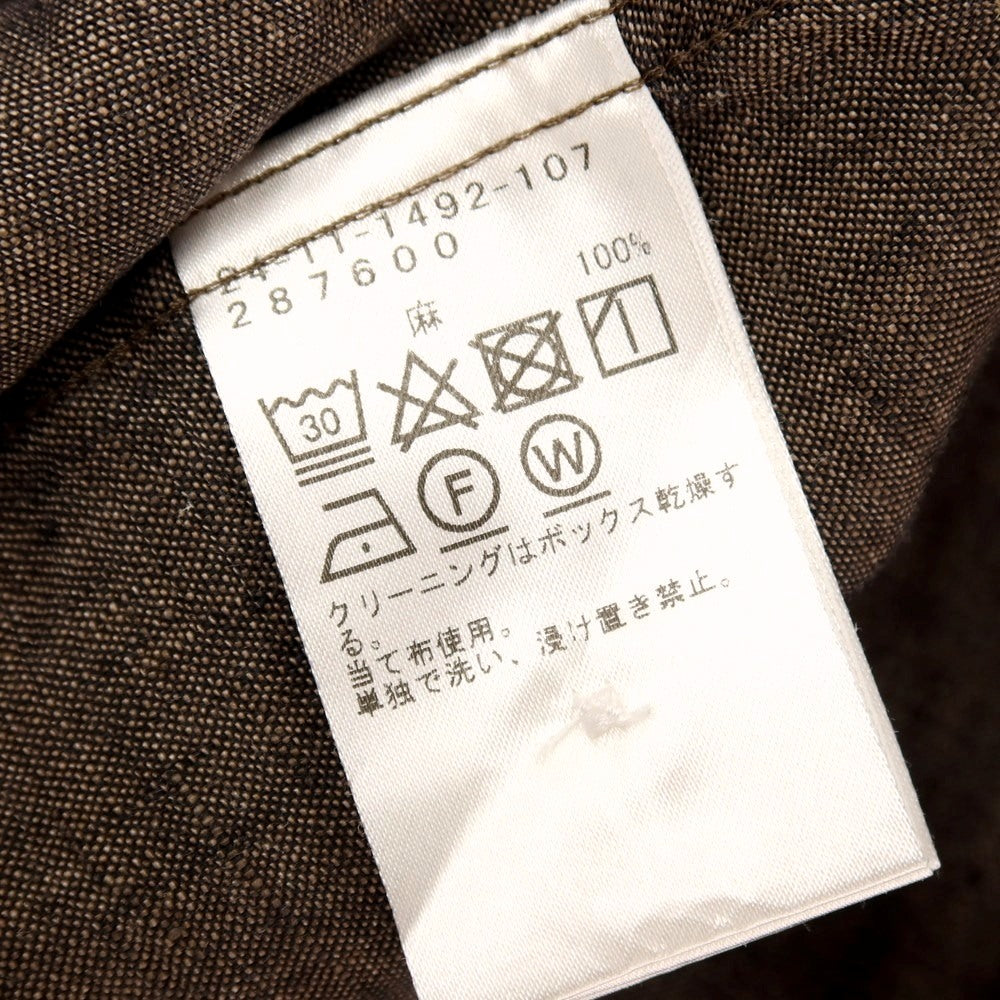 24-11-1492-107
287600
麻 100%
30
F W
クリーニングはボックス乾燥す
る。
当て布使用。
単独で洗い、浸け置き禁止。